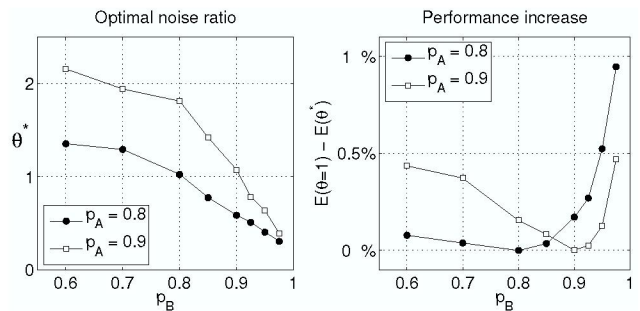 Optimal noise ratio
2
1
0
θ*
p_A = 0.8
p_A = 0.9
0.6 0.7 0.8 0.9 1
p_B
Performance increase
1 %
0.5%
0 %
E(θ=1) − E(θ*)
p_A = 0.8
p_A = 0.9
0.6 0.7 0.8 0.9 1
p_B